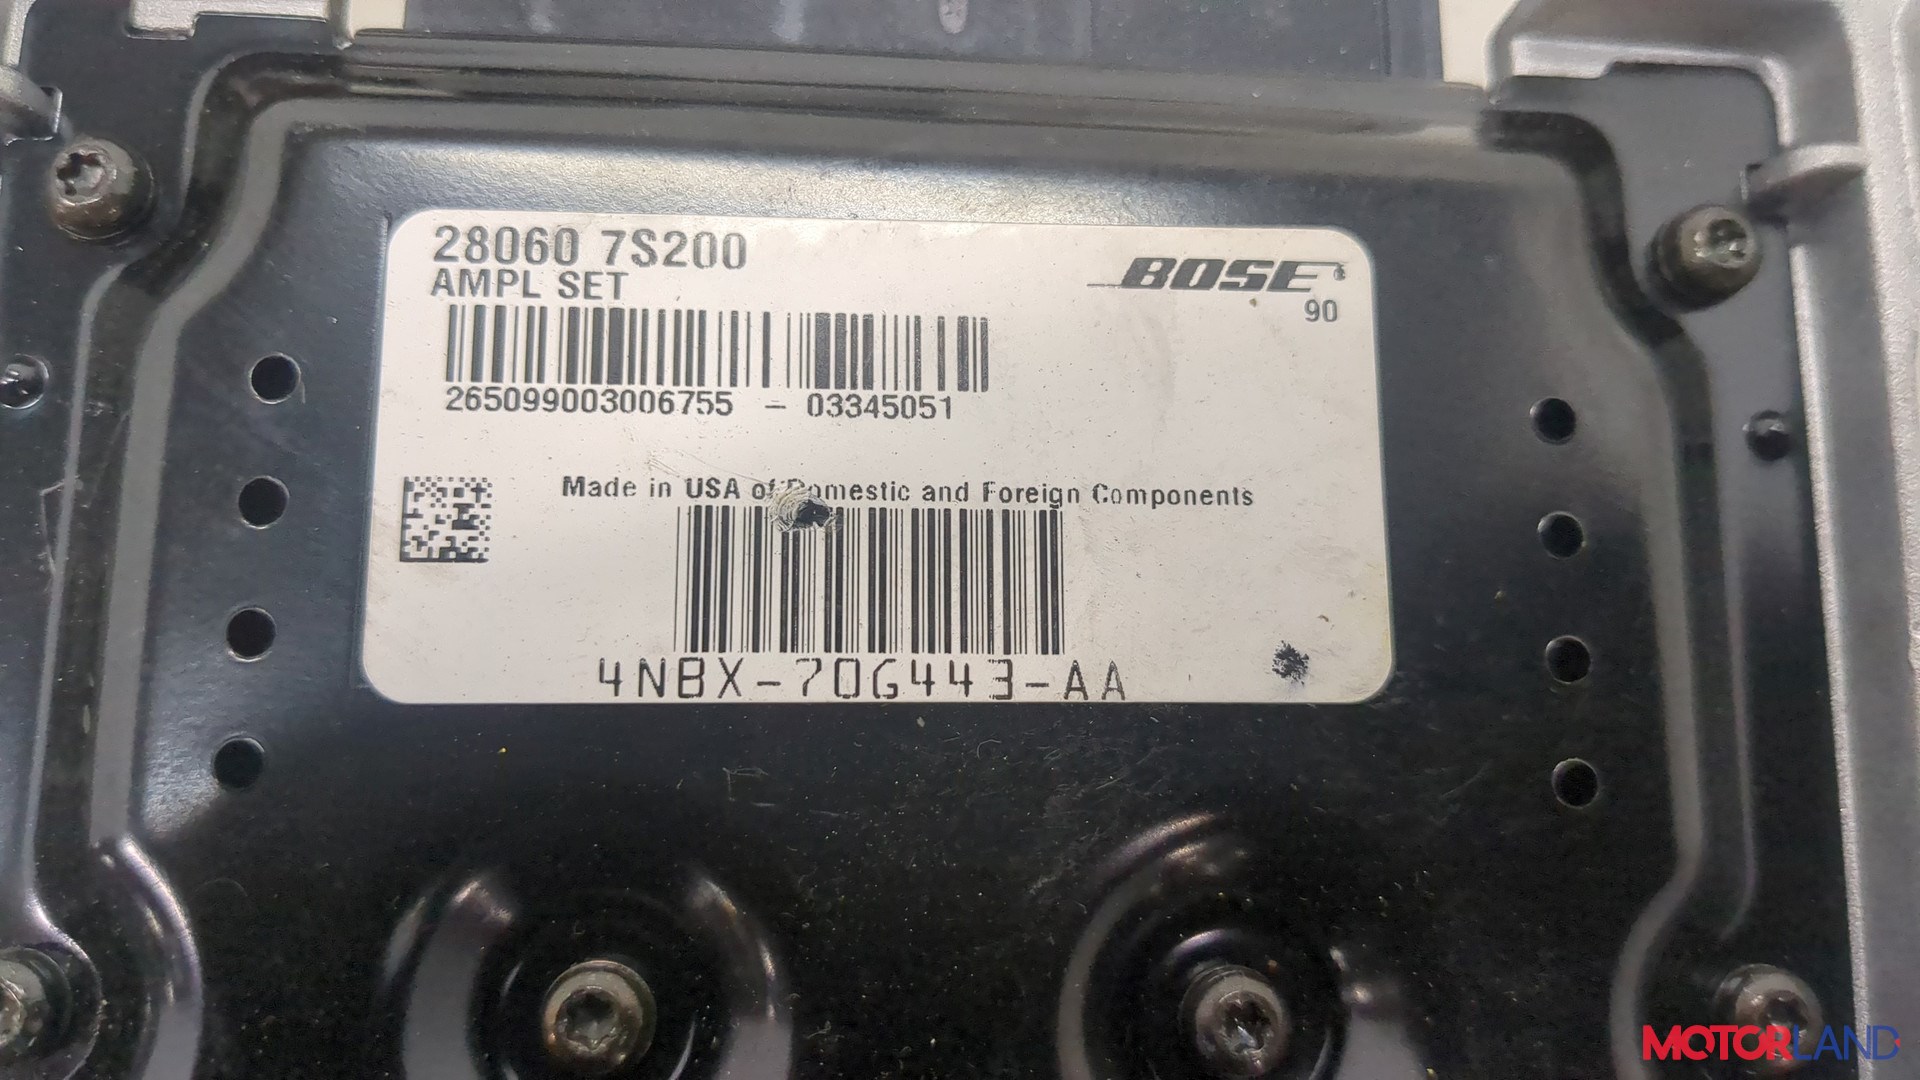 28060 7S200
AMPL SET
BOSE
90
265099003006755 - 03345051
Made in USA of Domestic and Foreign Components
4NBX-70G443-AA
MOTORLAND